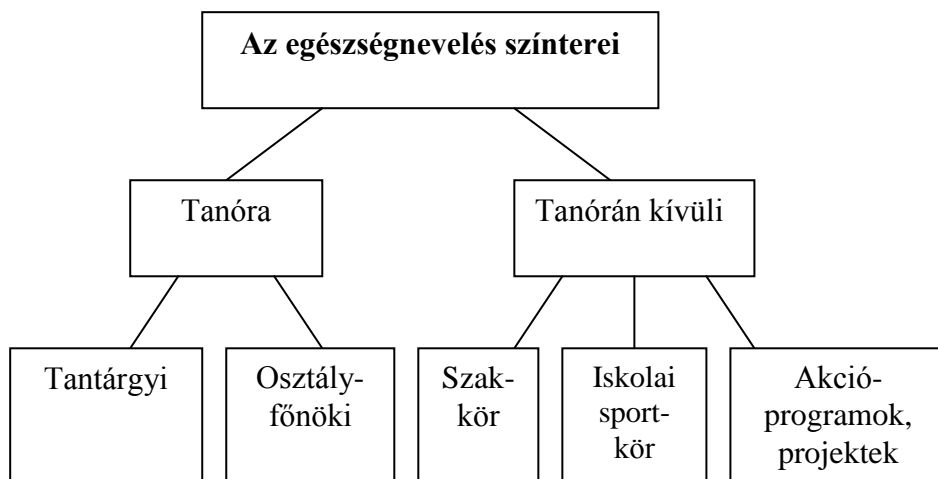 Az egészségnevelés színterei
Tanóra
Tanórán kívüli
Tantárgyi
Osztály-
főnöki
Szak-
kör
Iskolai
sport-
kör
Akció-
programok,
projektek